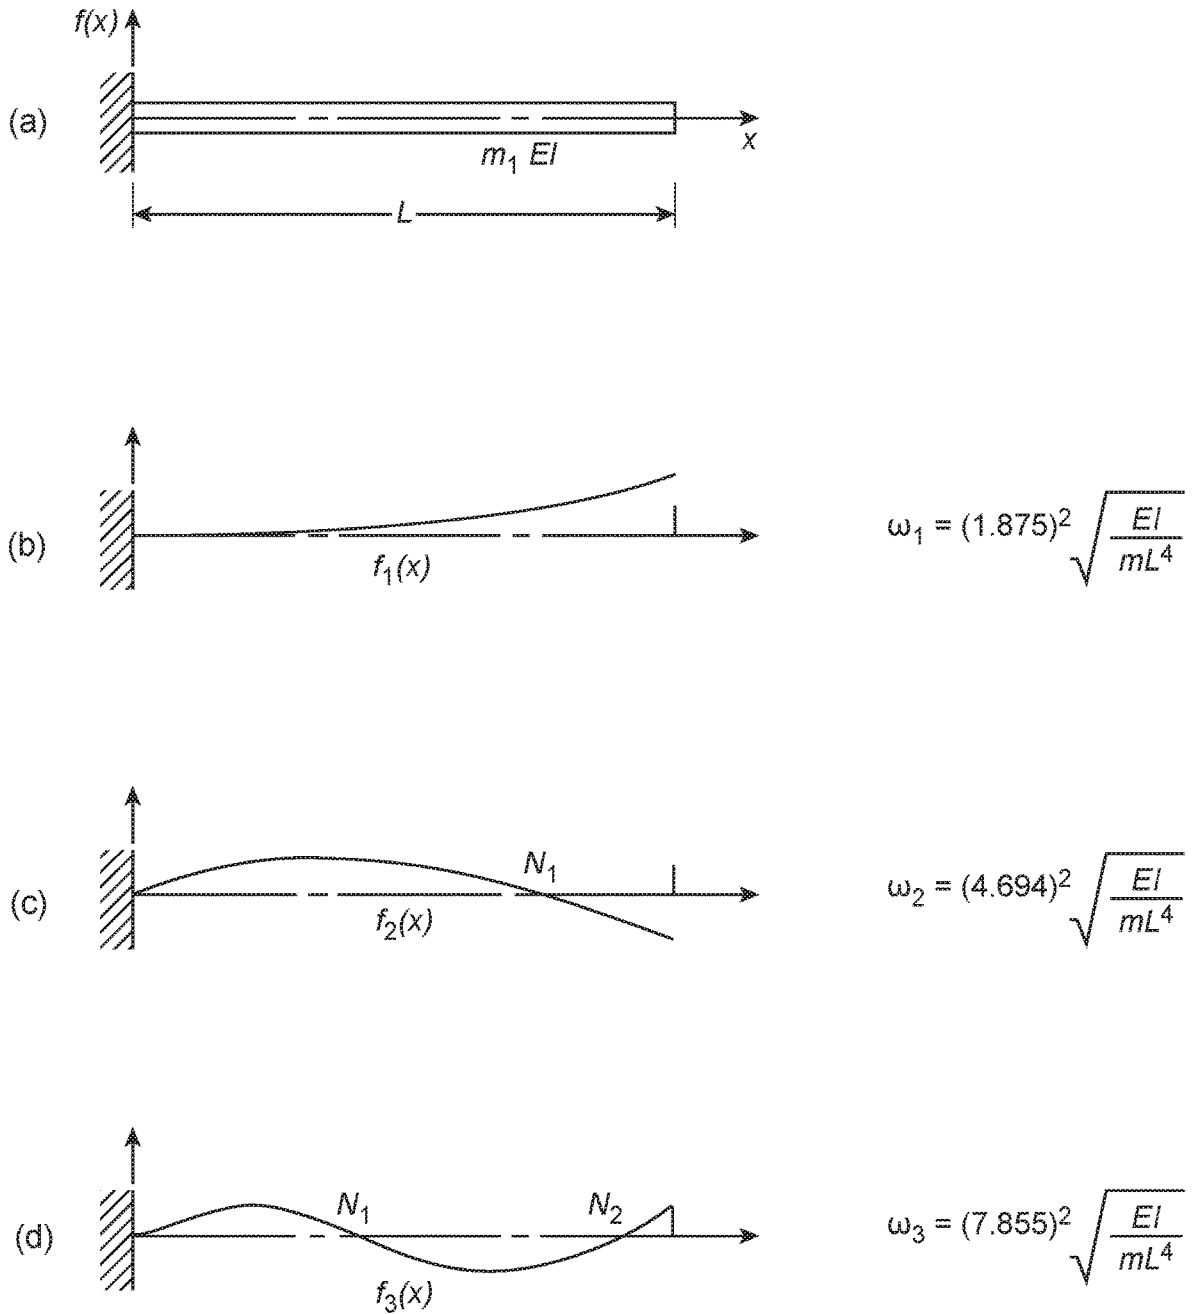 f(x)
(a)
x
m₁ EI
L
(b)
f₁(x)
ω₁ = (1.875)² √(EI / mL⁴)
(c)
N₁
f₂(x)
ω₂ = (4.694)² √(EI / mL⁴)
(d)
N₁ N₂
f₃(x)
ω₃ = (7.855)² √(EI / mL⁴)